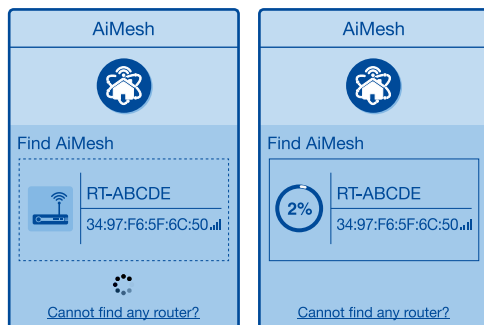 AiMesh
Find AiMesh
RT-ABCDE
34:97:F6:5F:6C:50
Cannot find any router?
AiMesh
Find AiMesh
2%
RT-ABCDE
34:97:F6:5F:6C:50
Cannot find any router?